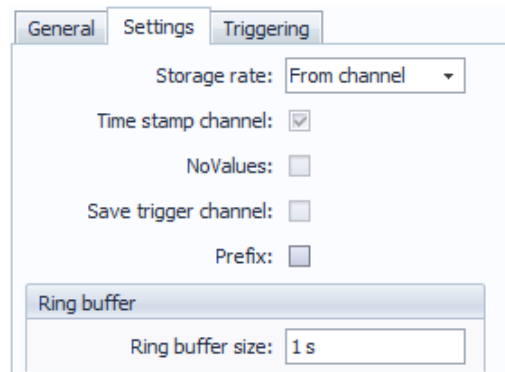 General Settings Triggering
Storage rate: From channel
Time stamp channel:
NoValues:
Save trigger channel:
Prefix:
Ring buffer
Ring buffer size: 1 s